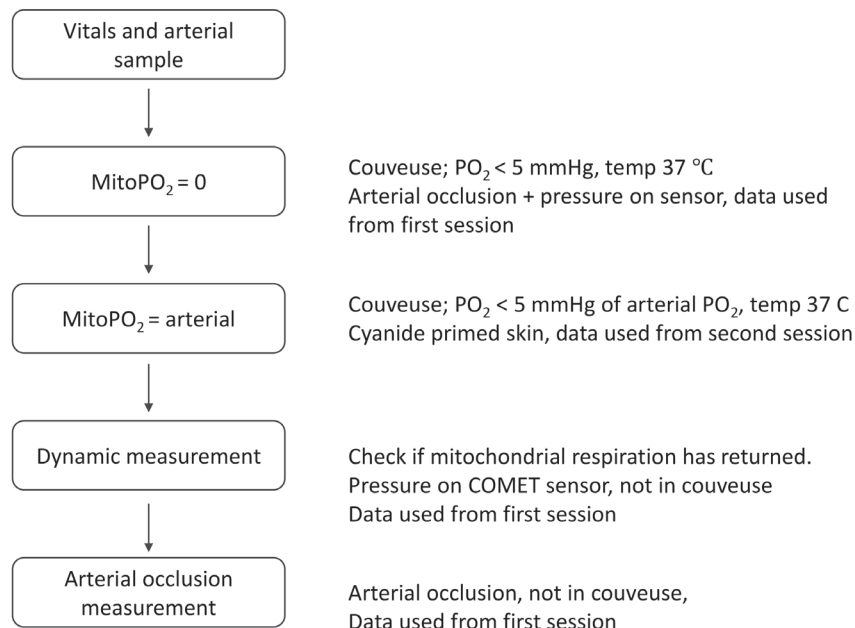 Vitals and arterial
sample
MitoPO₂ = 0
Couveuse; PO₂ < 5 mmHg, temp 37 ℃
Arterial occlusion + pressure on sensor, data used
from first session
MitoPO₂ = arterial
Couveuse; PO₂ < 5 mmHg of arterial PO₂, temp 37 C
Cyanide primed skin, data used from second session
Dynamic measurement
Check if mitochondrial respiration has returned.
Pressure on COMET sensor, not in couveuse
Data used from first session
Arterial occlusion
measurement
Arterial occlusion, not in couveuse,
Data used from first session